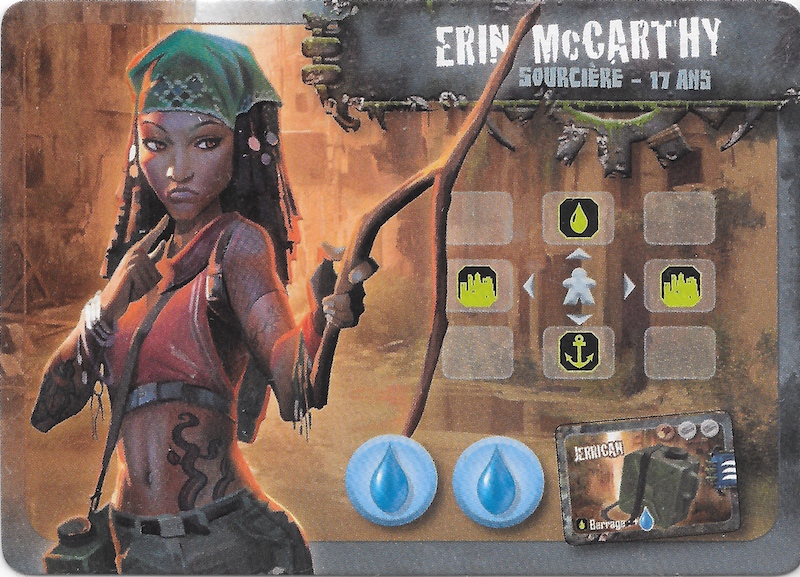 ERIN McCARTHY
SOURCIÈRE - 17 ANS
JERRICAN
Barrage : +